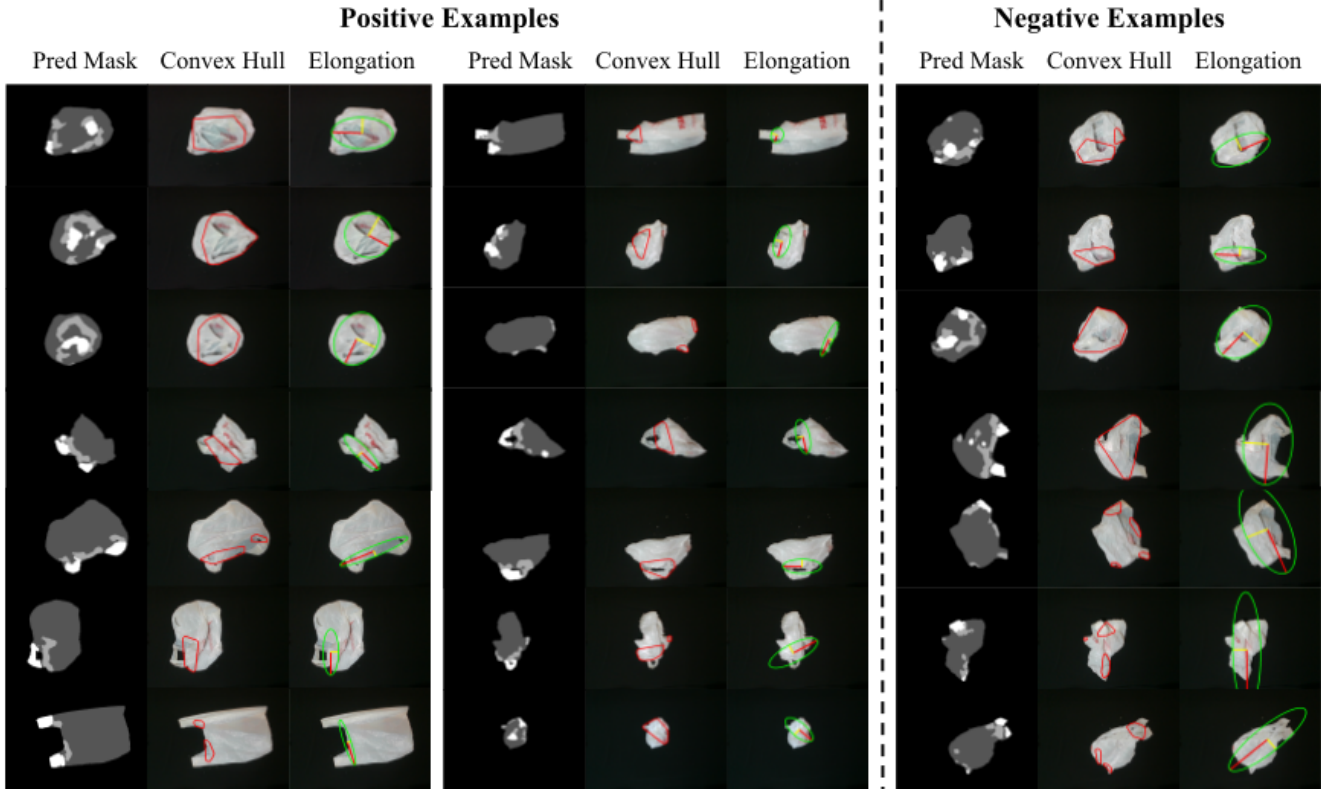 Positive Examples
Negative Examples
Pred Mask Convex Hull Elongation
Pred Mask Convex Hull Elongation
Pred Mask Convex Hull Elongation